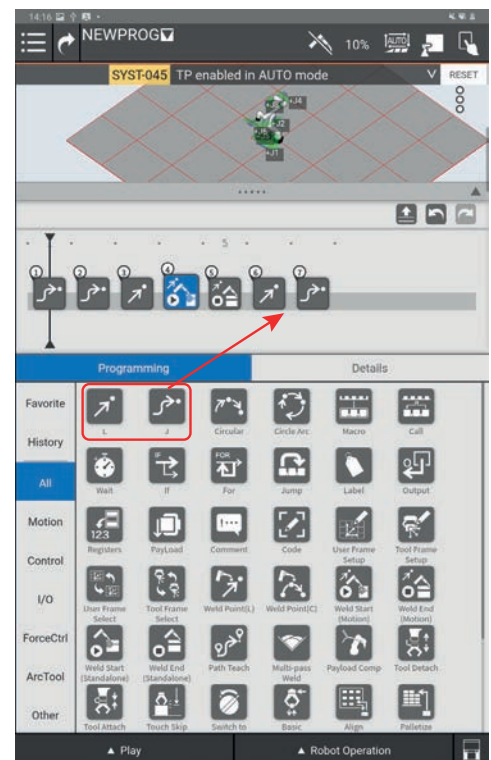 14:16
NEWPROG
10%
AUTO
SYST-045 TP enabled in AUTO mode
RESET
J4
J2
J1
5
1 2 3 4 5 6 7
Programming Details
Favorite
History
All
Motion
Control
I/O
ForceCtrl
ArcTool
Other
L J Circular Circle Arc Macro Call
IF FOR
Wait If For Jump Label Output
123
Registers PayLoad Comment Code User Frame Setup Tool Frame Setup
User Frame Select Tool Frame Select Weld Point(L) Weld Point(C) Weld Start (Motion) Weld End (Motion)
Weld Start (Standalone) Weld End (Standalone) Path Teach Multi-pass Weld Payload Comp Tool Detach
Tool Attach Touch Skip Switch to Basic Align Palletize
▲ Play ▲ Robot Operation